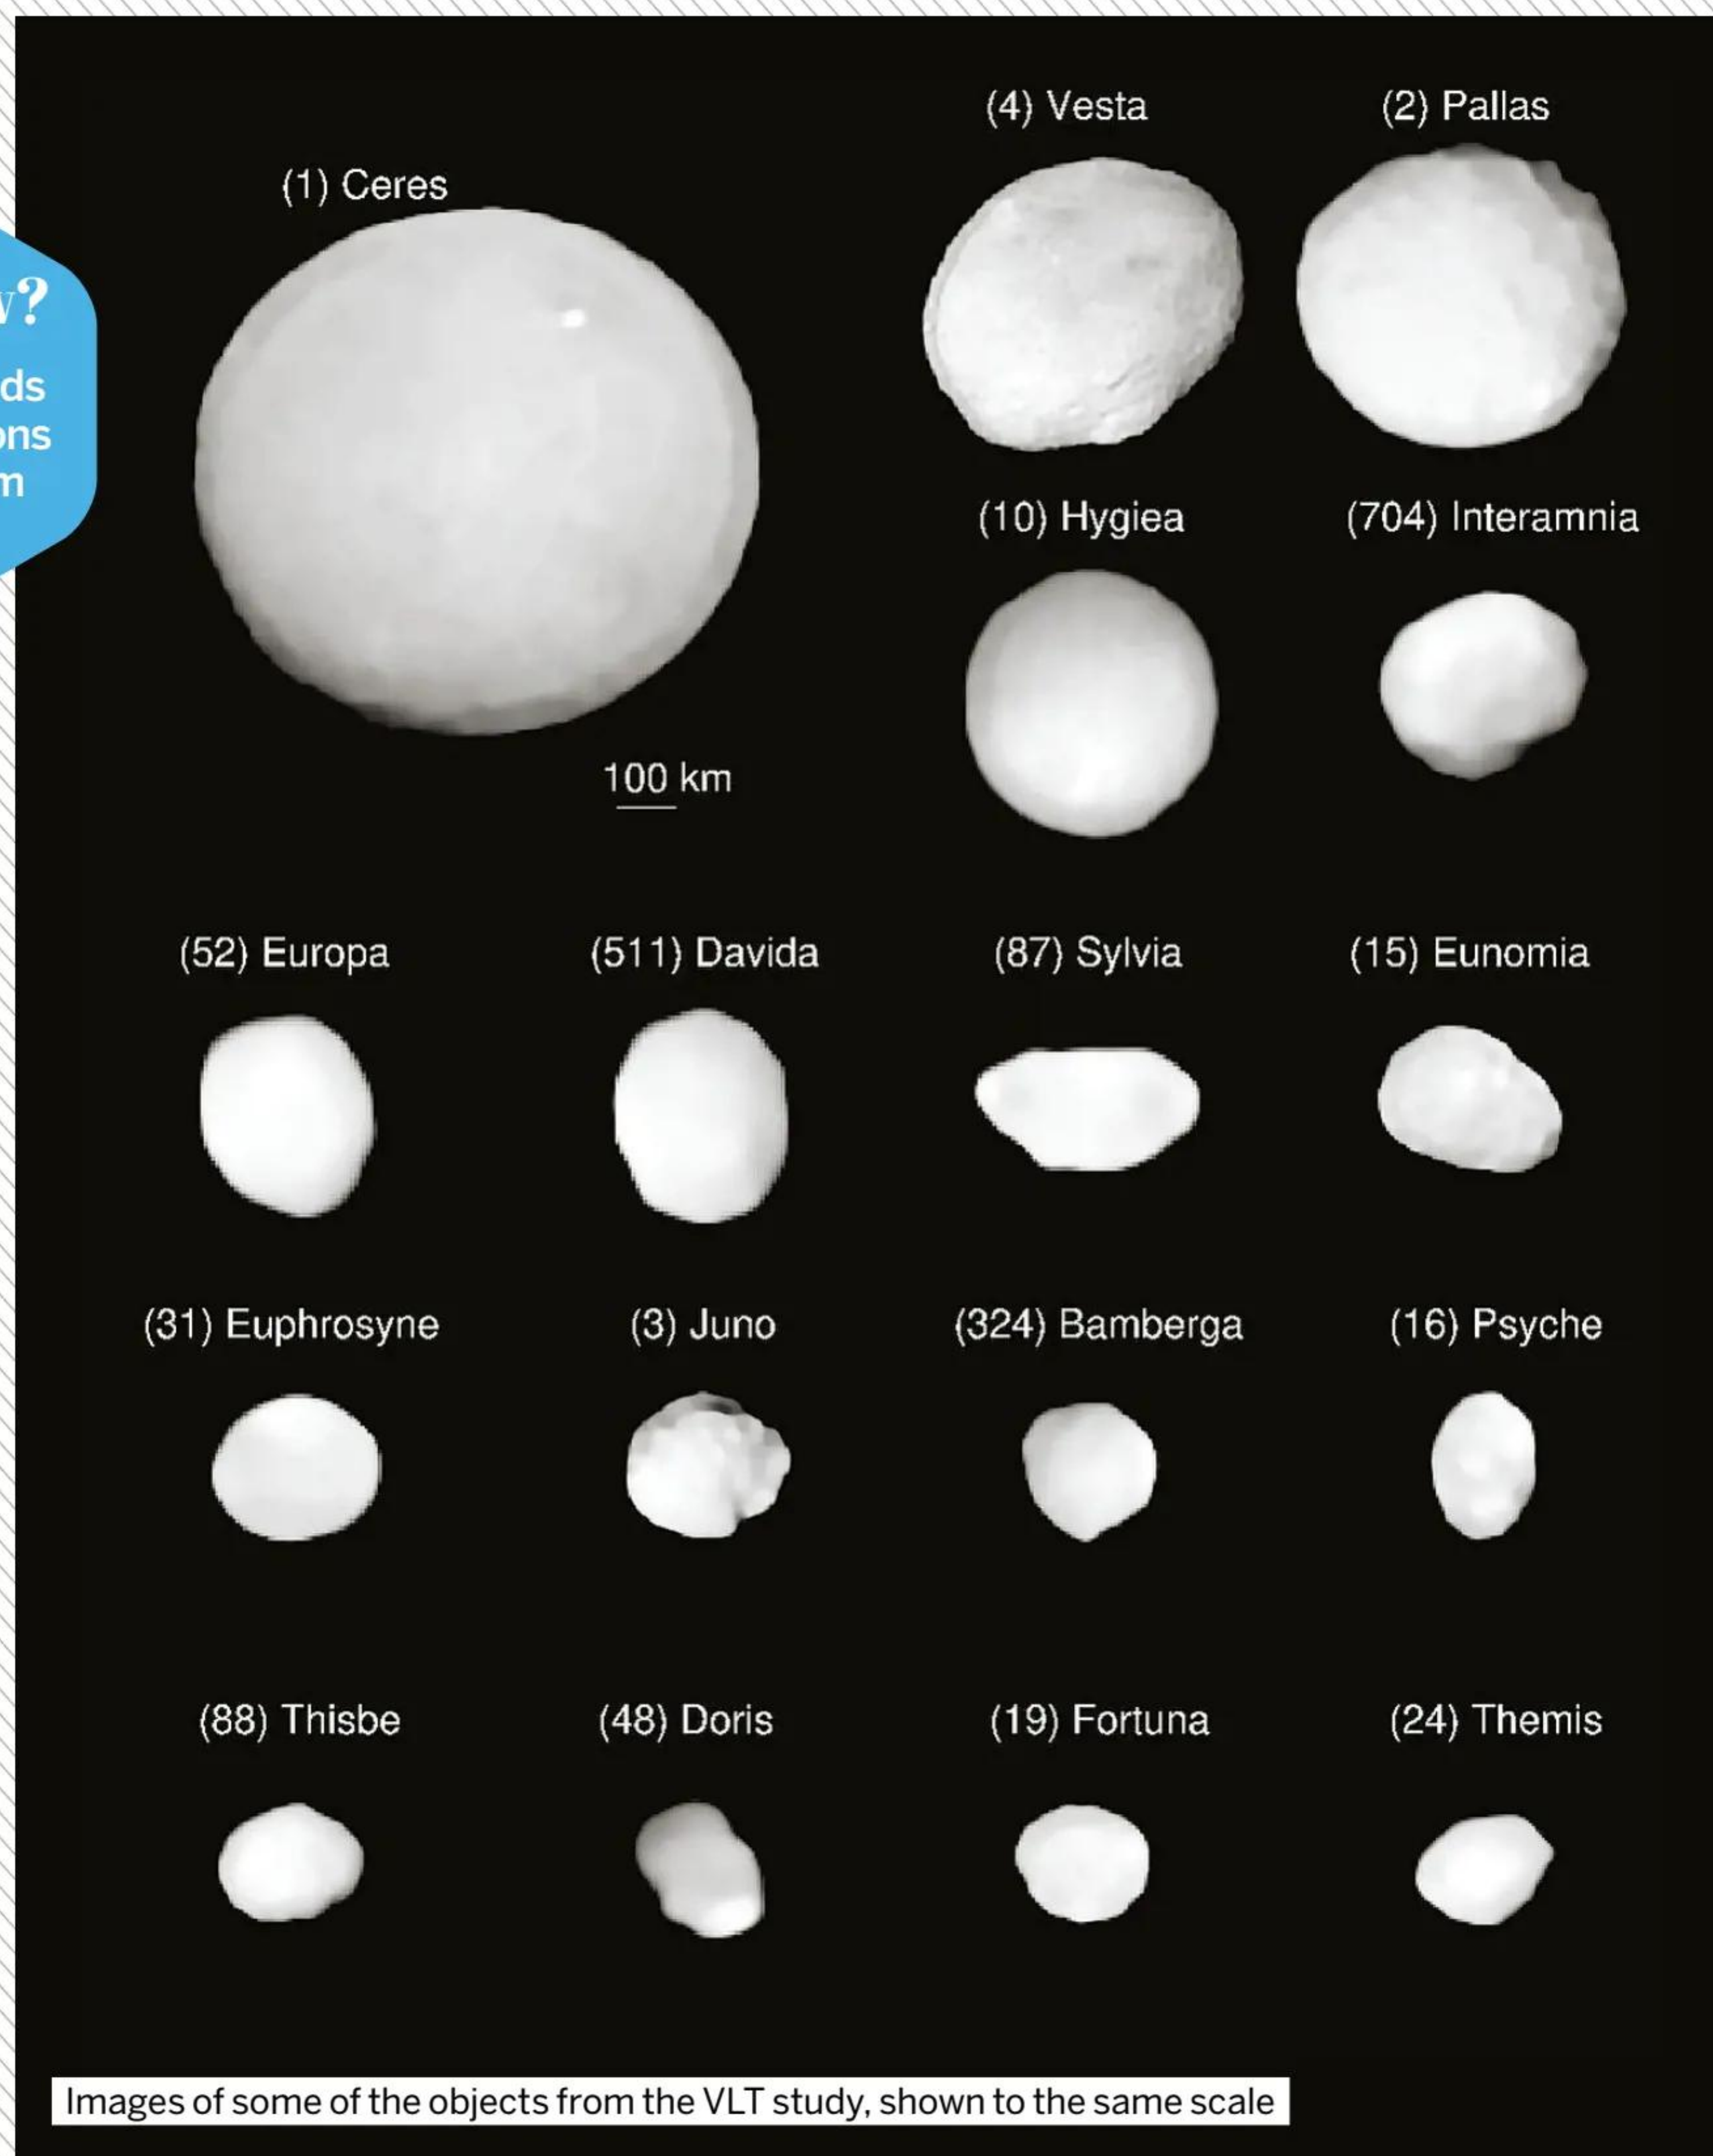 (4) Vesta
(2) Pallas
(1) Ceres
w?
ds
ons
m
(10) Hygiea
(704) Interamnia
100 km
(52) Europa
(511) Davida
(87) Sylvia
(15) Eunomia
(31) Euphrosyne
(3) Juno
(324) Bamberga
(16) Psyche
(88) Thisbe
(48) Doris
(19) Fortuna
(24) Themis
Images of some of the objects from the VLT study, shown to the same scale